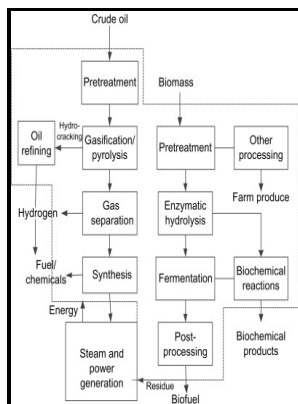 Crude oil
Pretreatment
Biomass
Hydro-
cracking
Oil
refining
Gasification/
pyrolysis
Pretreatment
Other
processing
Farm produce
Hydrogen
Gas
separation
Enzymatic
hydrolysis
Fuel/
chemicals
Synthesis
Fermentation
Biochemical
reactions
Energy
Steam and
power
generation
Post-
processing
Biochemical
products
Residue
Biofuel